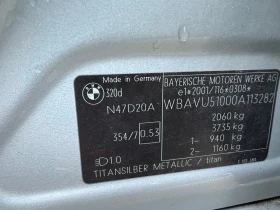 Made in Germany
BAYERISCHE MOTOREN WERKE AG
320d
e1*2001/116*0308*
N47D20A
WBAVU51000A113282
2060 kg
354/7 0.53
3735 kg
1- 940 kg
1.0
2- 1160 kg
TITANSILBER METALLIC / titan